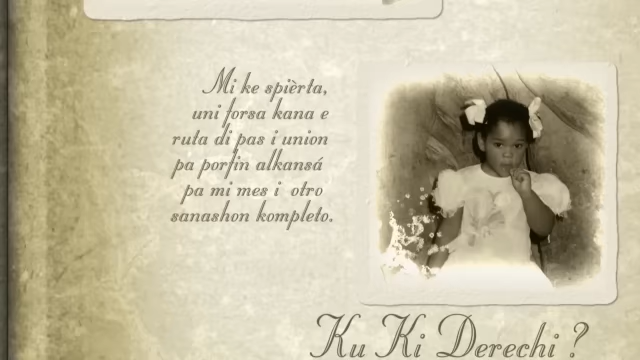 Mi ke spièrta,
uni forsa kana e
ruta di pas i union
pa porfin alkansá
pa mi mes i otro
sanashon kompleto.
Ku Ki Derechi ?